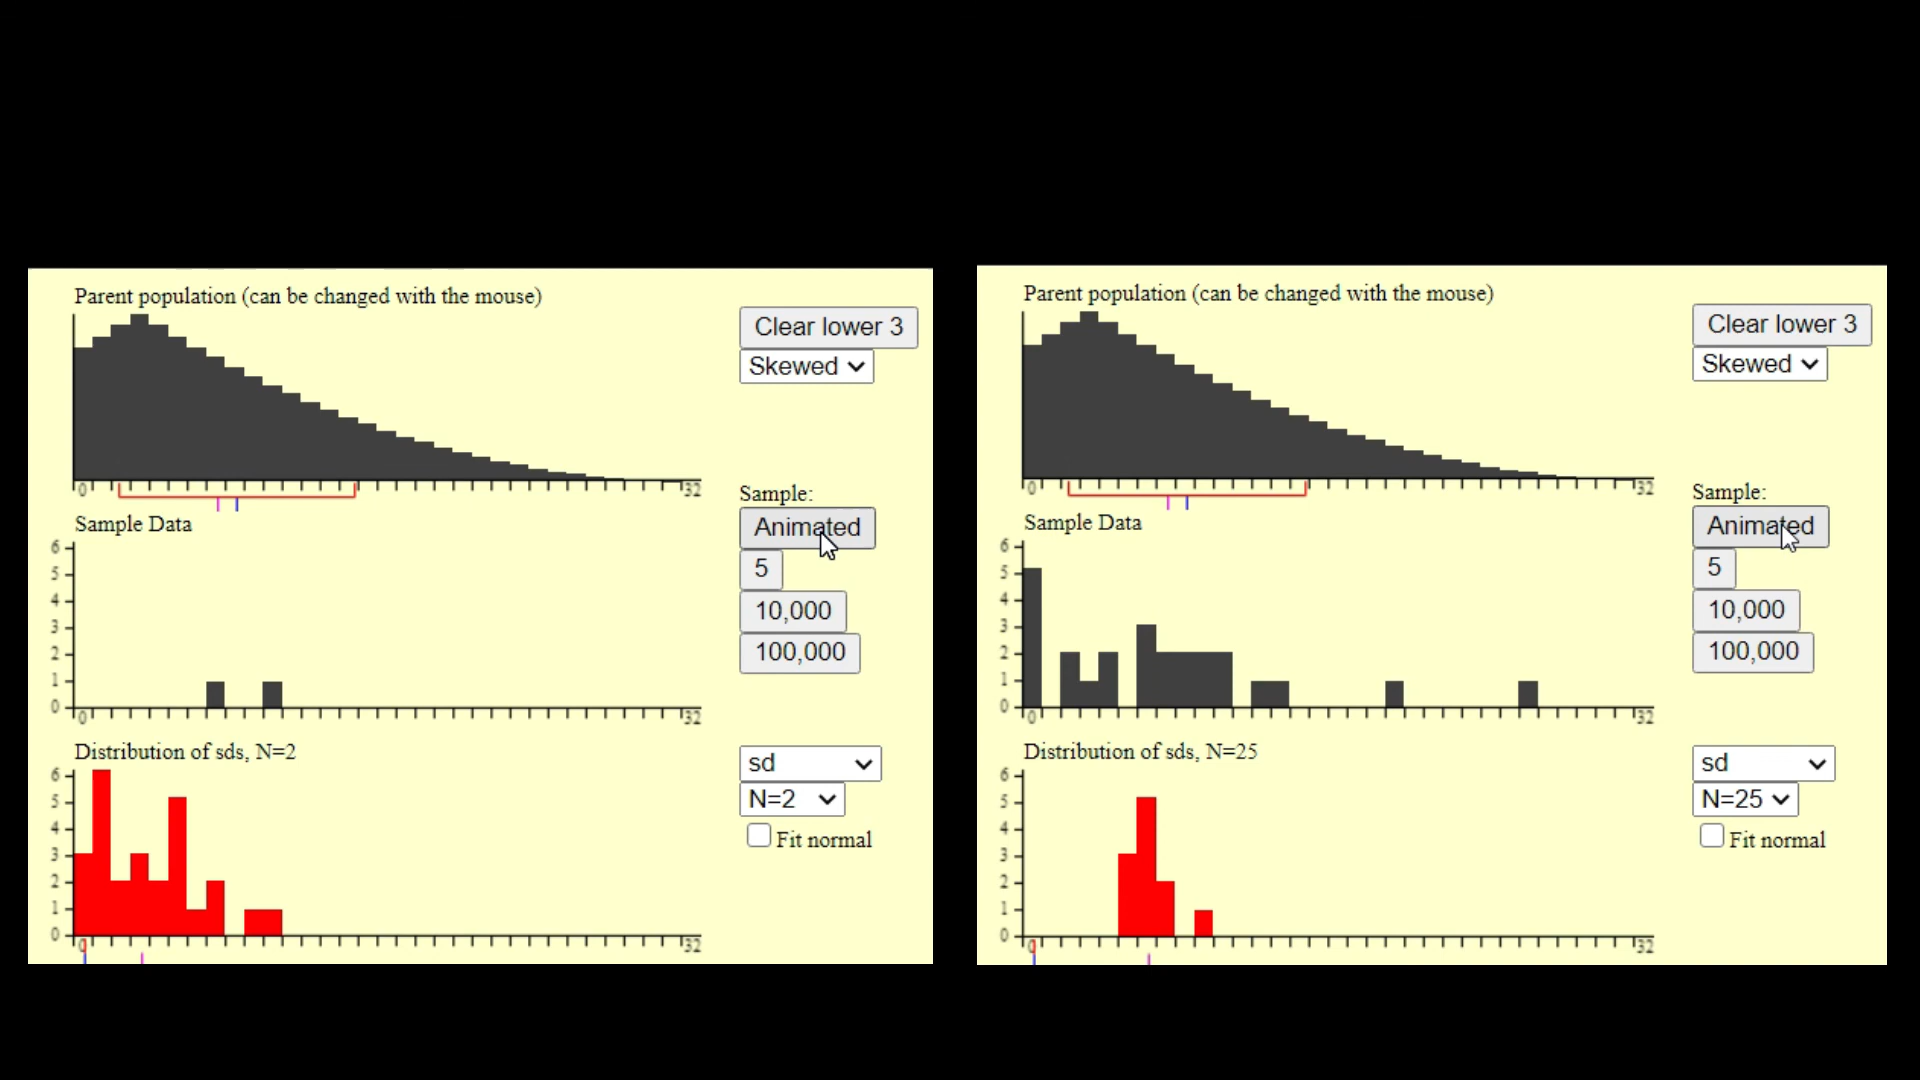 Parent population (can be changed with the mouse)
Clear lower 3
Skewed
0 32
Sample:
Sample Data
Animated
6
5
5
4
10,000
3
2
100,000
1
0
0 32
Distribution of sds, N=2
sd
6
N=2
5
4
Fit normal
3
2
1
0
0 32
Parent population (can be changed with the mouse)
Clear lower 3
Skewed
0 32
Sample:
Sample Data
Animated
6
5
5
4
10,000
3
2
100,000
1
0
0 32
Distribution of sds, N=25
sd
6
N=25
5
4
Fit normal
3
2
1
0
0 32